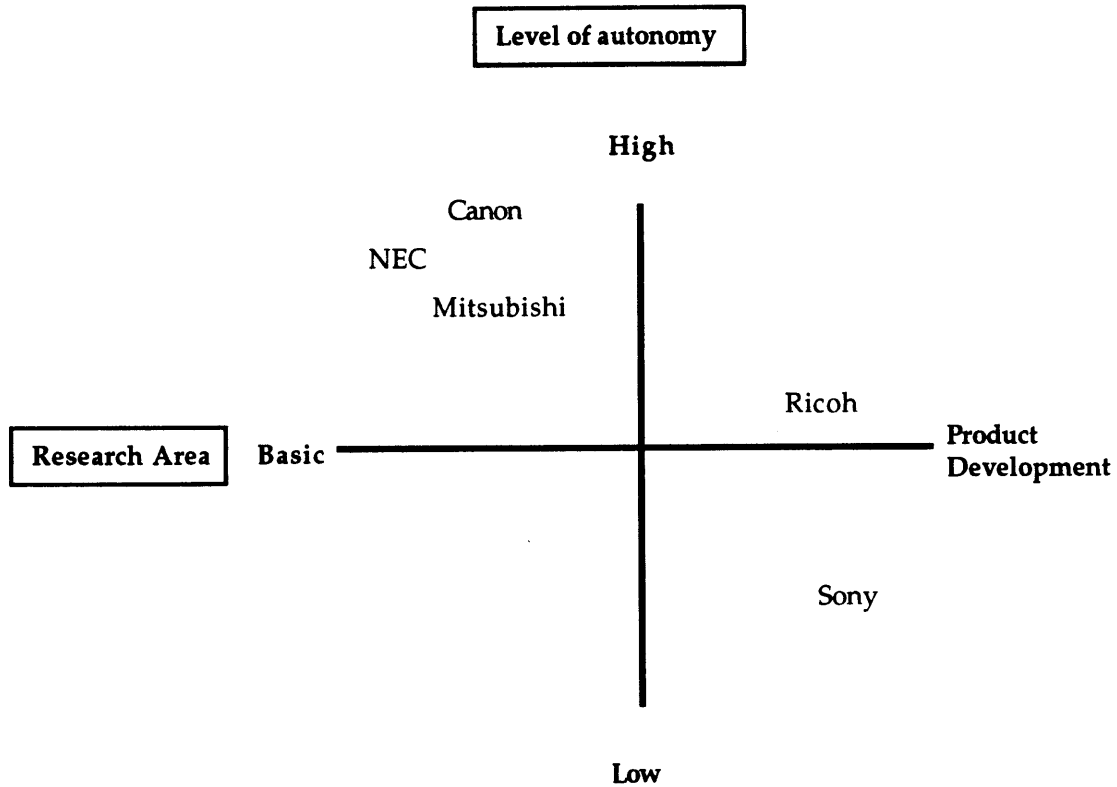 Level of autonomy
High
Canon
NEC
Mitsubishi
Ricoh
Research Area
Basic
Product
Development
Sony
Low